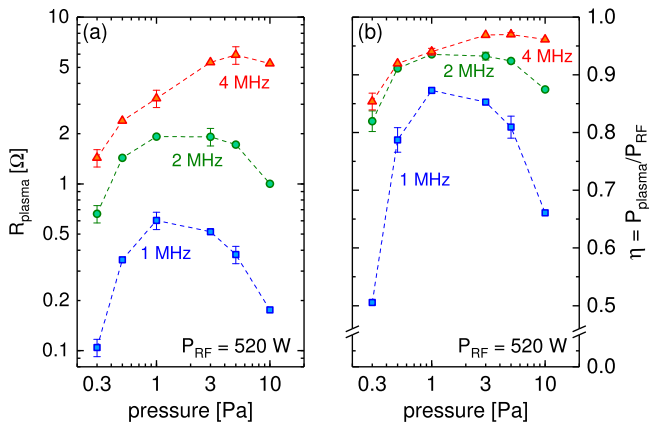 (a)
10
5
2
1
0.5
0.2
0.1
R_plasma [Ω]
4 MHz
2 MHz
1 MHz
P_RF = 520 W
0.3
1
3
10
pressure [Pa]
(b)
4 MHz
2 MHz
1 MHz
P_RF = 520 W
0.3
1
3
10
pressure [Pa]
1.0
0.9
0.8
0.7
0.6
0.5
0.0
η = P_plasma/P_RF